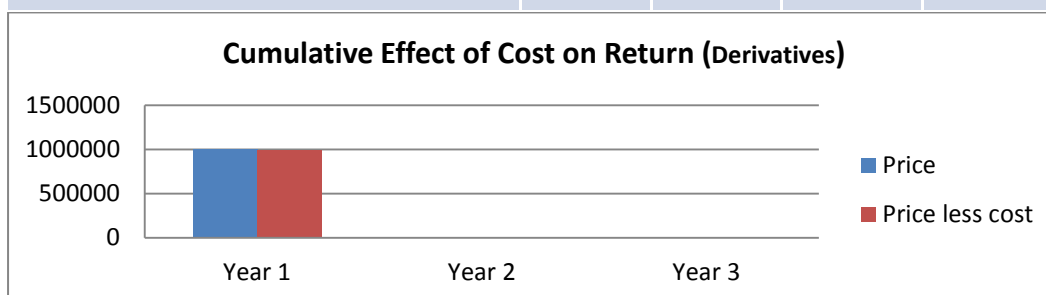 Cumulative Effect of Cost on Return (Derivatives)
1500000
1000000
500000
0
Price
Price less cost
Year 1 Year 2 Year 3